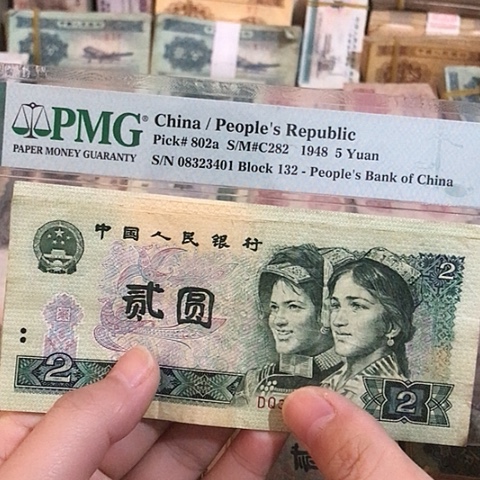 PMG®
PAPER MONEY GUARANTY
China / People's Republic
Pick# 802a S/M#C282 1948 5 Yuan
S/N 08323401 Block 132 - People's Bank of China
中国人民银行
2
贰圆
2
2
DQ